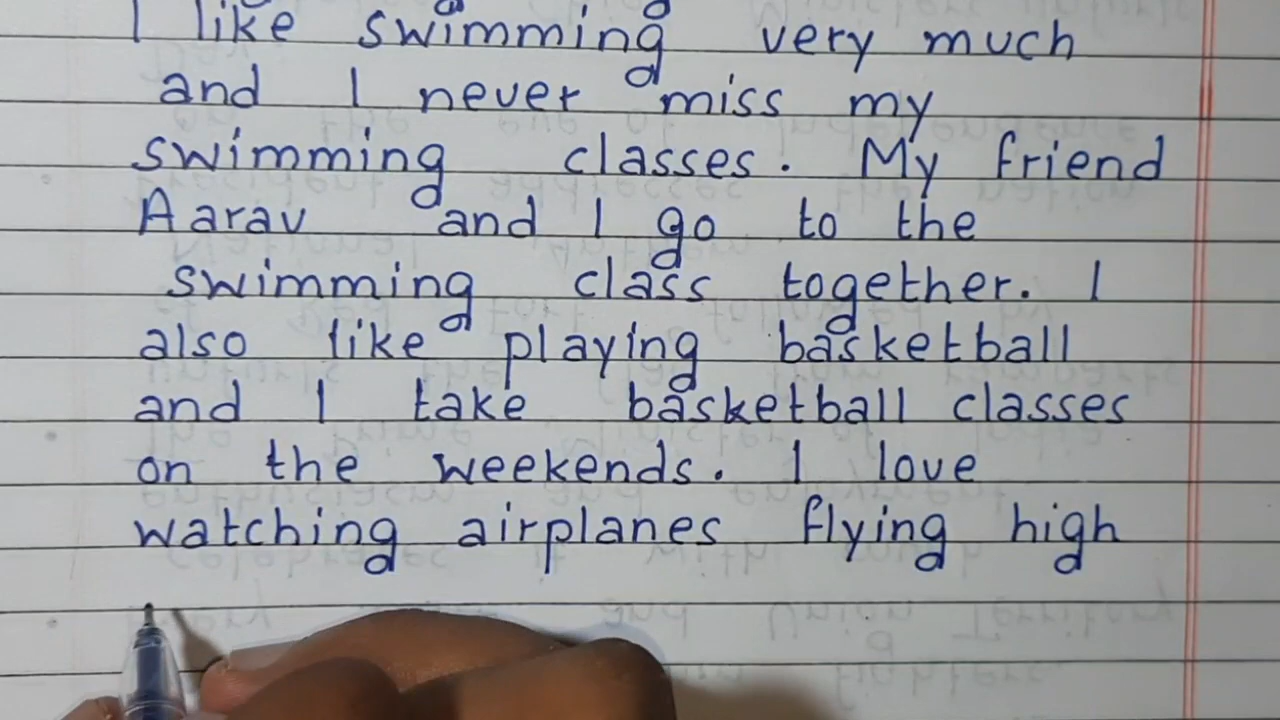 I like swimming very much
and I never miss my
swimming classes. My friend
Aarav and I go to the
swimming class together. I
also like playing basketball
and I take basketball classes
on the weekends. I love
watching airplanes flying high